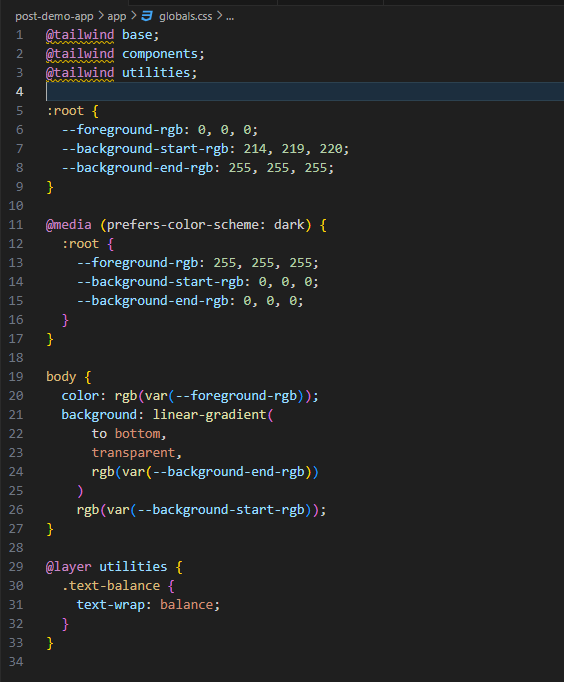 post-demo-app > app > globals.css > ...
1 @tailwind base;
2 @tailwind components;
3 @tailwind utilities;
4
5 :root {
6   --foreground-rgb: 0, 0, 0;
7   --background-start-rgb: 214, 219, 220;
8   --background-end-rgb: 255, 255, 255;
9 }
10
11 @media (prefers-color-scheme: dark) {
12   :root {
13     --foreground-rgb: 255, 255, 255;
14     --background-start-rgb: 0, 0, 0;
15     --background-end-rgb: 0, 0, 0;
16   }
17 }
18
19 body {
20   color: rgb(var(--foreground-rgb));
21   background: linear-gradient(
22       to bottom,
23       transparent,
24       rgb(var(--background-end-rgb))
25     )
26     rgb(var(--background-start-rgb));
27 }
28
29 @layer utilities {
30   .text-balance {
31     text-wrap: balance;
32   }
33 }
34